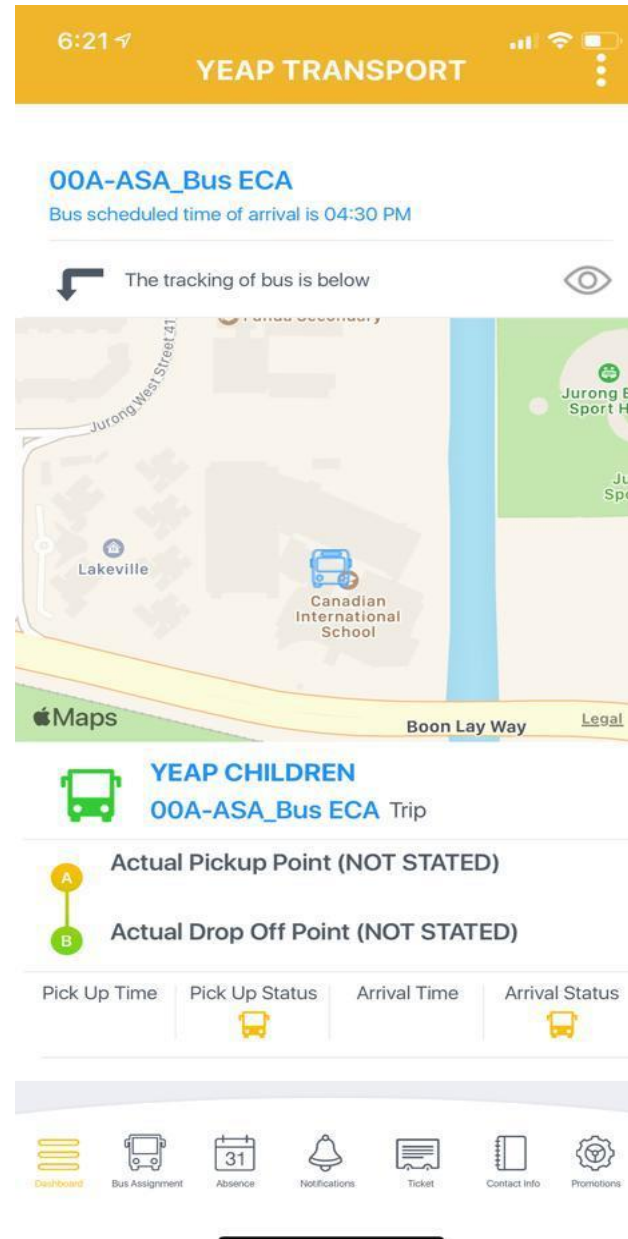 6:21
YEAP TRANSPORT
00A-ASA_Bus ECA
Bus scheduled time of arrival is 04:30 PM
The tracking of bus is below
Secondary
Jurong West Street 41
Jurong
Sport
Lakeville
Canadian
International
School
Maps
Boon Lay Way
Legal
YEAP CHILDREN
00A-ASA_Bus ECA Trip
A
Actual Pickup Point (NOT STATED)
B
Actual Drop Off Point (NOT STATED)
Pick Up Time
Pick Up Status
Arrival Time
Arrival Status
31
Dashboard
Bus Assignment
Absence
Notifications
Ticket
Contact Info
Promotions